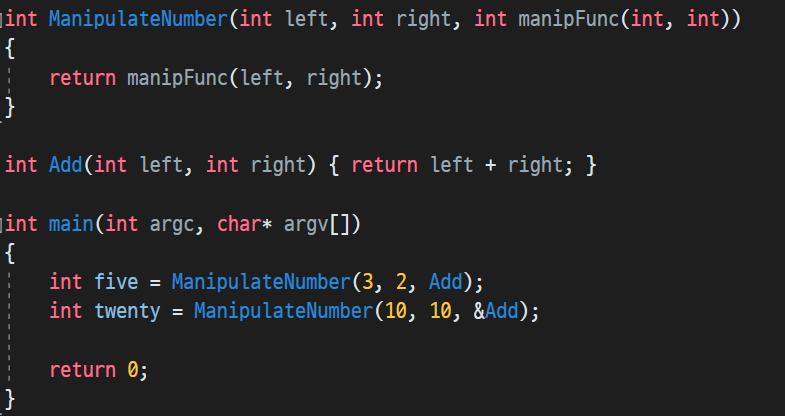 int ManipulateNumber(int left, int right, int manipFunc(int, int))
{
    return manipFunc(left, right);
}

int Add(int left, int right) { return left + right; }

int main(int argc, char* argv[])
{
    int five = ManipulateNumber(3, 2, Add);
    int twenty = ManipulateNumber(10, 10, &Add);

    return 0;
}